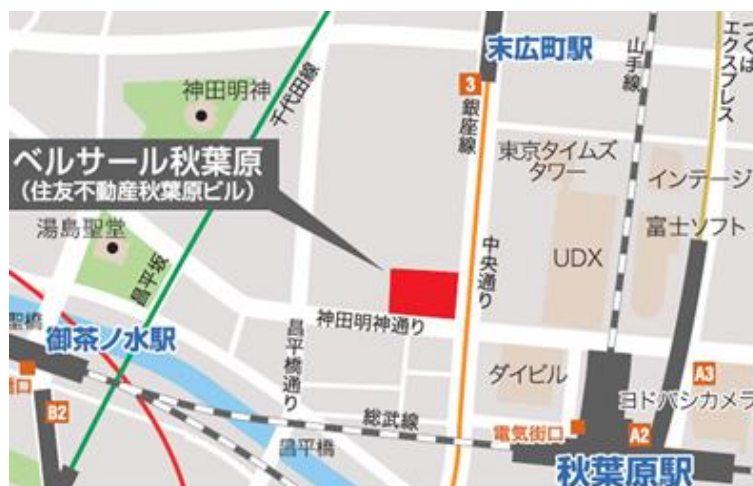 末広町駅
3
銀座線
山手線
つくば
エクスプレス
神田明神
千代田線
東京タイムズ
タワー
インテージ
ベルサール秋葉原
(住友不動産秋葉原ビル)
富士ソフト
湯島聖堂
昌平坂
UDX
中央通り
神田明神通り
聖橋
御茶ノ水駅
昌平橋通り
ダイビル
A3
ヨドバシカメラ
口
B2
総武線
電気街口
A2
昌平橋
秋葉原駅